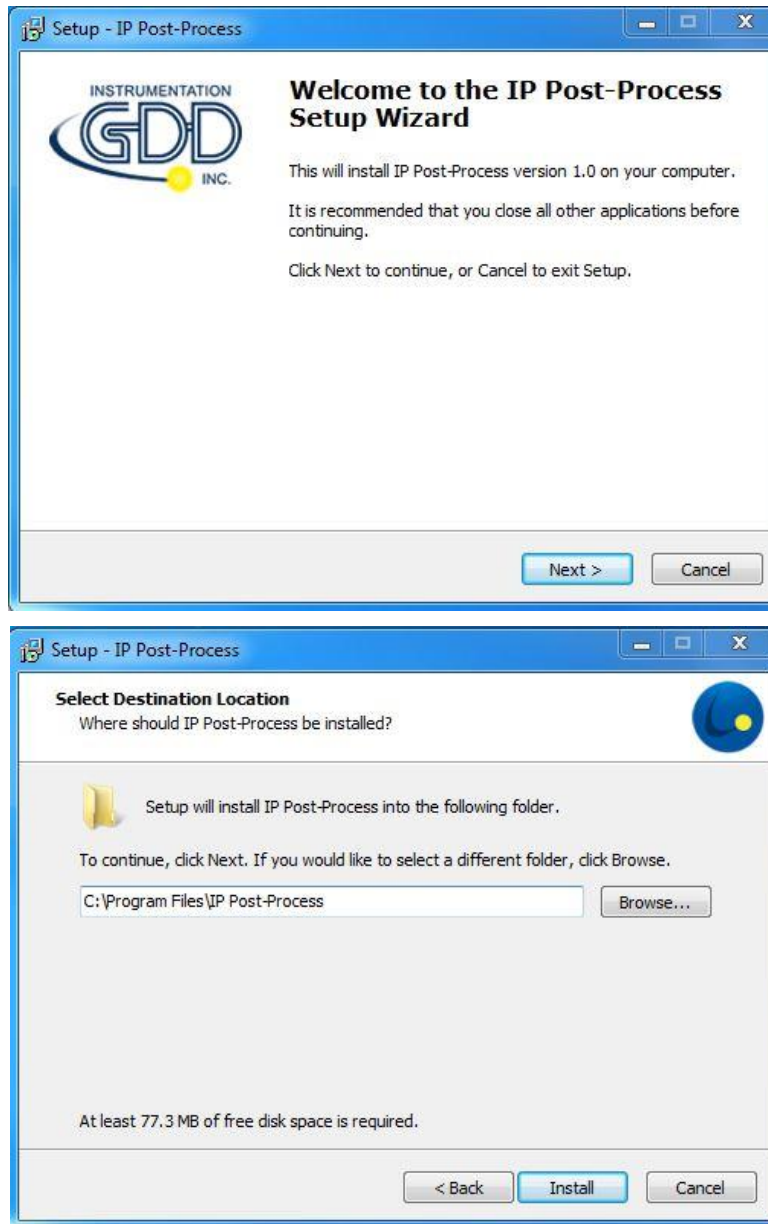 Setup - IP Post-Process
INSTRUMENTATION
GDD
INC.
Welcome to the IP Post-Process
Setup Wizard
This will install IP Post-Process version 1.0 on your computer.
It is recommended that you close all other applications before
continuing.
Click Next to continue, or Cancel to exit Setup.
Next >
Cancel
Setup - IP Post-Process
Select Destination Location
Where should IP Post-Process be installed?
Setup will install IP Post-Process into the following folder.
To continue, click Next. If you would like to select a different folder, click Browse.
C:\Program Files\IP Post-Process
Browse...
At least 77.3 MB of free disk space is required.
< Back
Install
Cancel